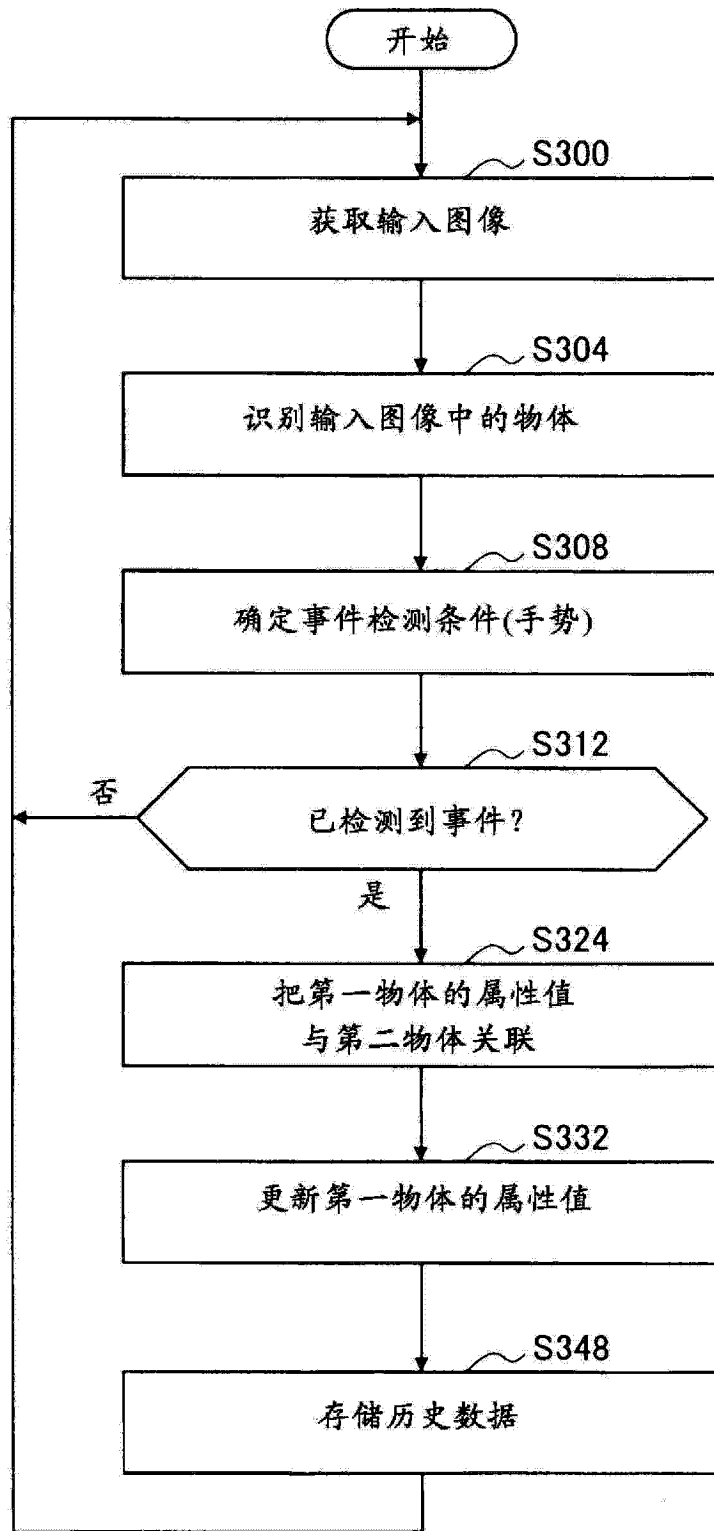 开始
S300
获取输入图像
S304
识别输入图像中的物体
S308
确定事件检测条件(手势)
S312
否
已检测到事件?
是
S324
把第一物体的属性值
与第二物体关联
S332
更新第一物体的属性值
S348
存储历史数据